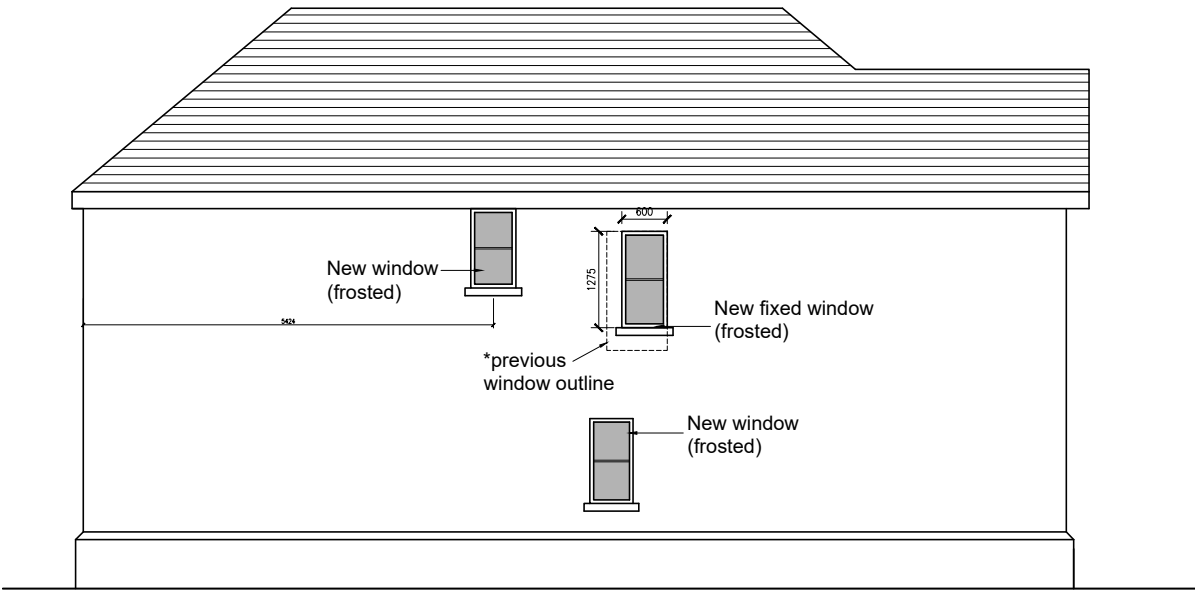 600
1275
New window
(frosted)
New fixed window
(frosted)
5424
*previous
window outline
New window
(frosted)